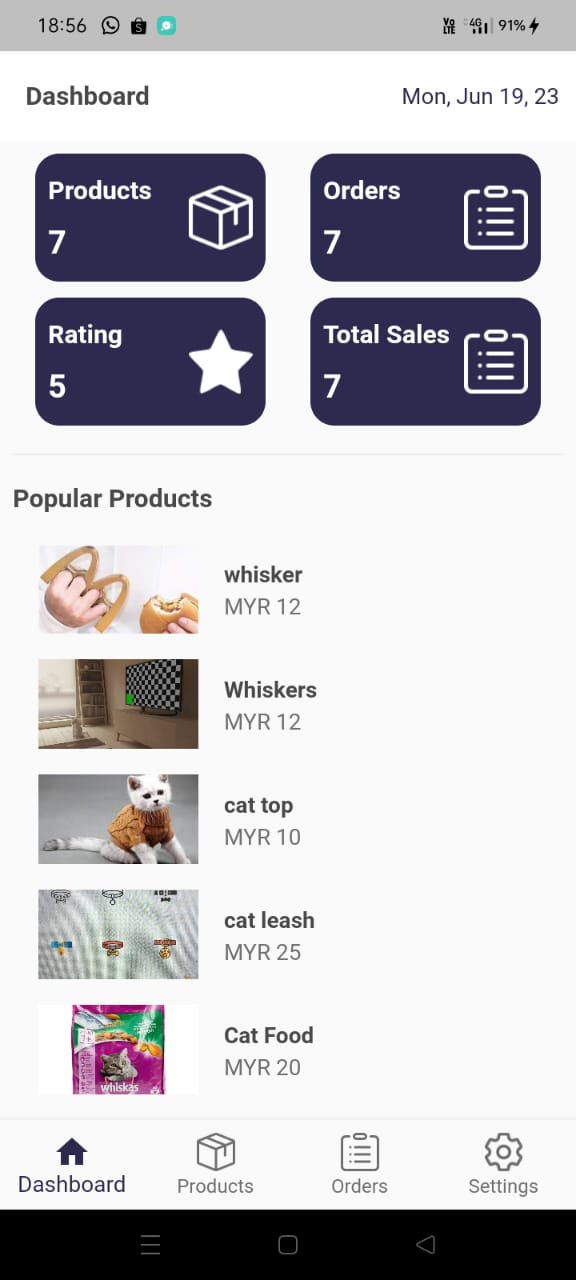 18:56
Vo LTE 4G 91%
Dashboard
Mon, Jun 19, 23
Products
7
Orders
7
Rating
5
Total Sales
7
Popular Products
whisker
MYR 12
Whiskers
MYR 12
cat top
MYR 10
cat leash
MYR 25
whiskas
Cat Food
MYR 20
Dashboard
Products
Orders
Settings